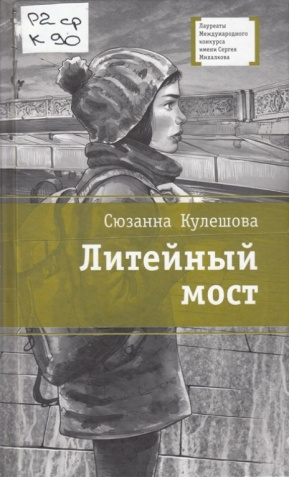 Р2 ср
К 90
Лауреаты
Международного
конкурса
имени Сергея
Михалкова
Сюзанна Кулешова
Литейный
мост